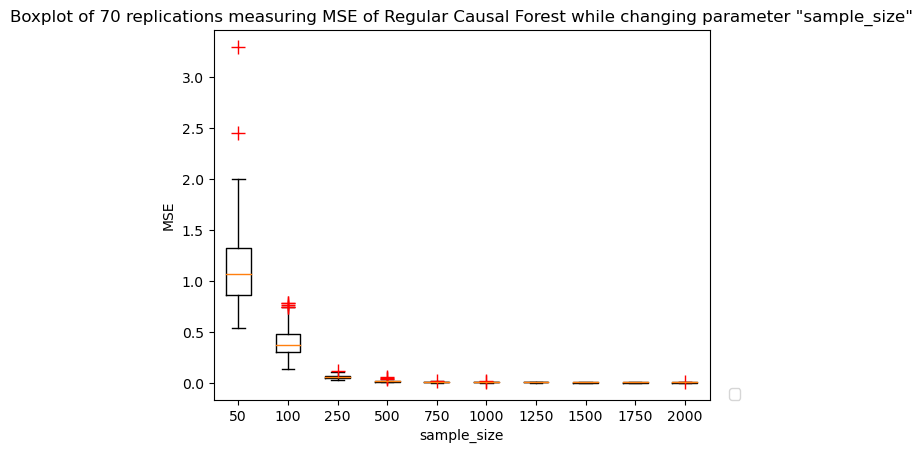 Boxplot of 70 replications measuring MSE of Regular Causal Forest while changing parameter "sample_size"
3.0
2.5
2.0
1.5
1.0
0.5
0.0
MSE
50 100 250 500 750 1000 1250 1500 1750 2000
sample_size